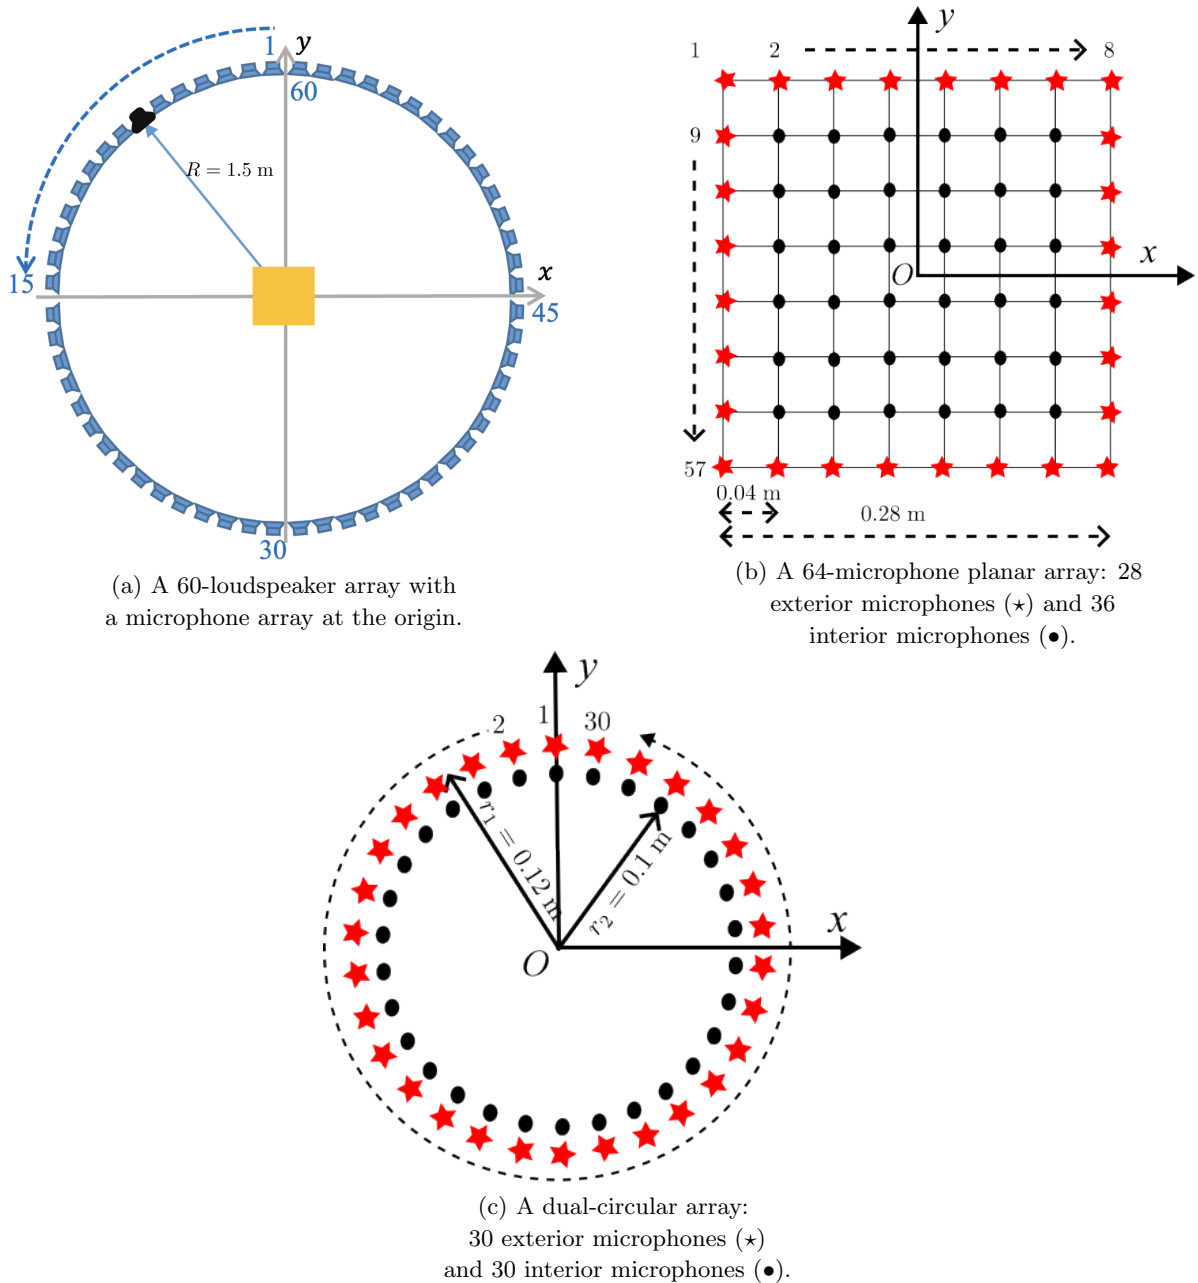 1 y
60
R = 1.5 m
x
15
45
30
(a) A 60-loudspeaker array with
a microphone array at the origin.
y
1 2 8
9
x
O
57
0.04 m
0.28 m
(b) A 64-microphone planar array: 28
exterior microphones (⋆) and 36
interior microphones (●).
y
2 1 30
r₁ = 0.12 m
r₂ = 0.1 m
x
O
(c) A dual-circular array:
30 exterior microphones (⋆)
and 30 interior microphones (●).